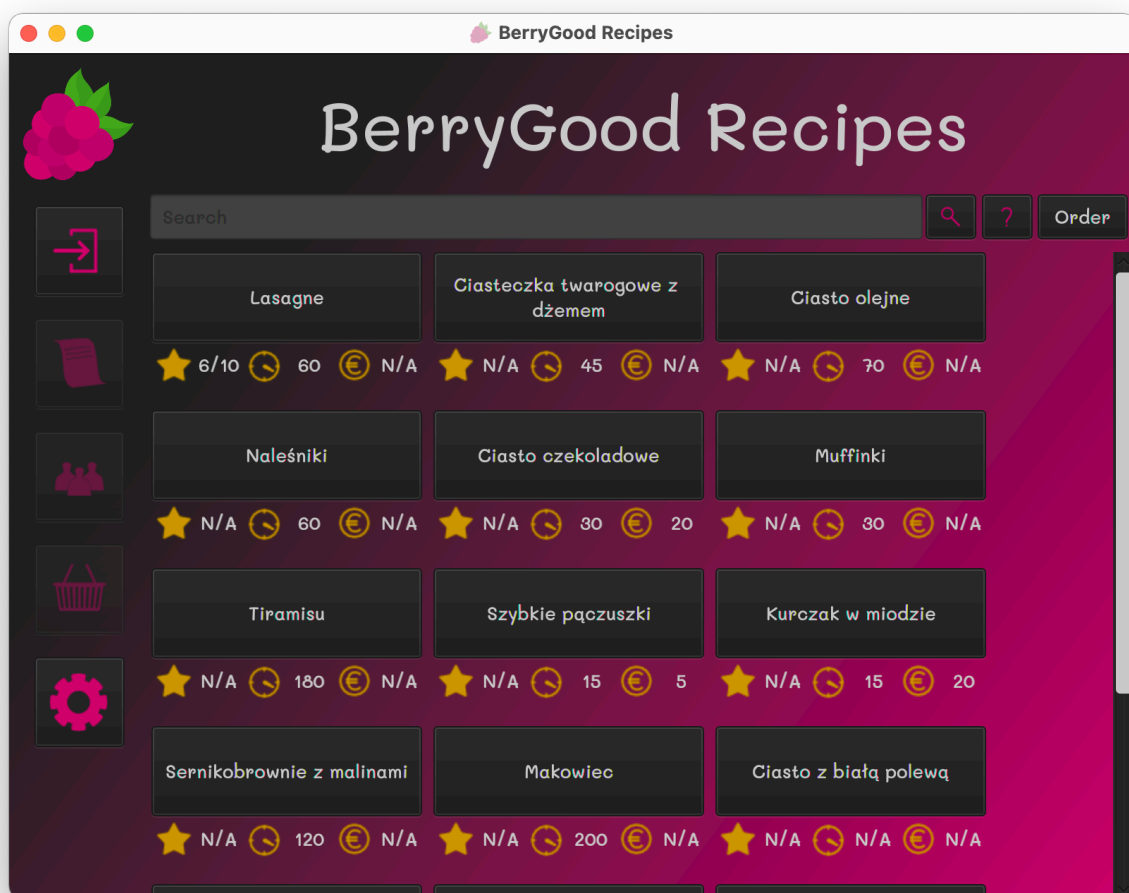 BerryGood Recipes
BerryGood Recipes
Search
?
Order
Lasagne
Ciasteczka twarogowe z
dżemem
Ciasto olejne
6/10 60 € N/A
N/A 45 € N/A
N/A 70 € N/A
Naleśniki
Ciasto czekoladowe
Muffinki
N/A 60 € N/A
N/A 30 € 20
N/A 30 € N/A
Tiramisu
Szybkie pączuszki
Kurczak w miodzie
N/A 180 € N/A
N/A 15 € 5
N/A 15 € 20
Sernikobrownie z malinami
Makowiec
Ciasto z białą polewą
N/A 120 € N/A
N/A 200 € N/A
N/A N/A € N/A